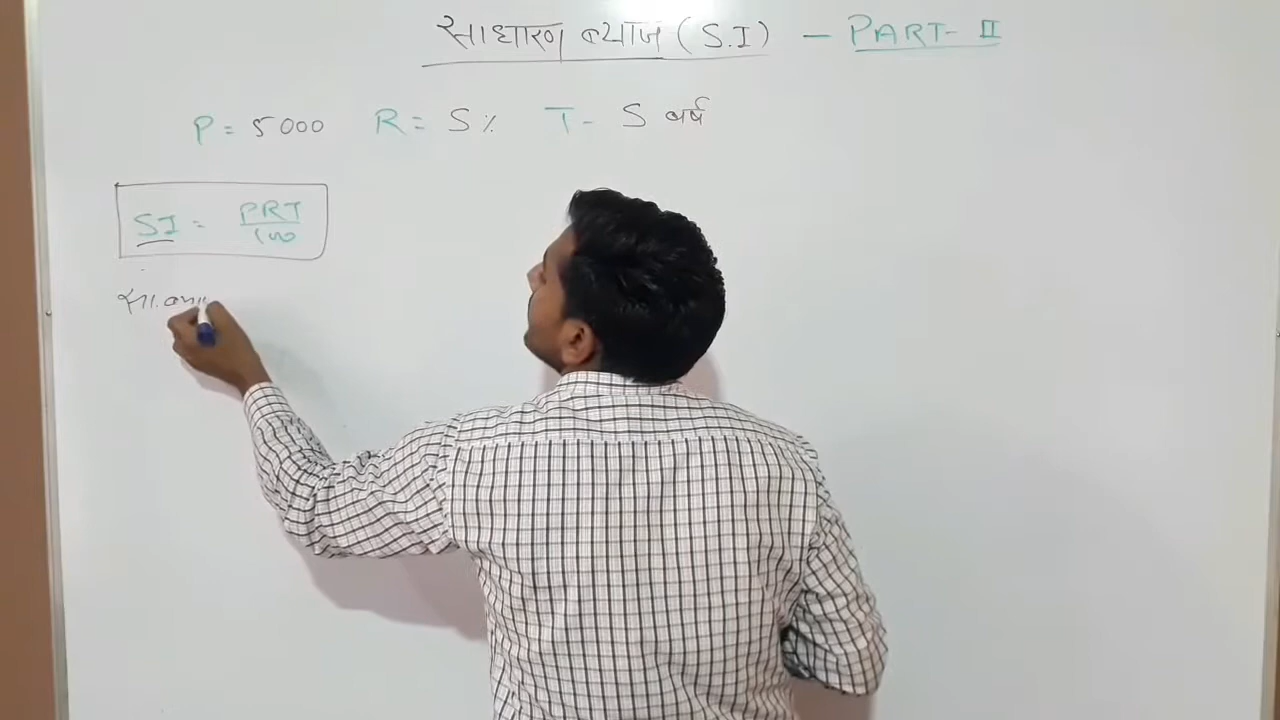 साधारण ब्याज (S.I) - PART- II
P = 5000 R = 5% T - 5 वर्ष
SI = PRT/100
सा. ब्या